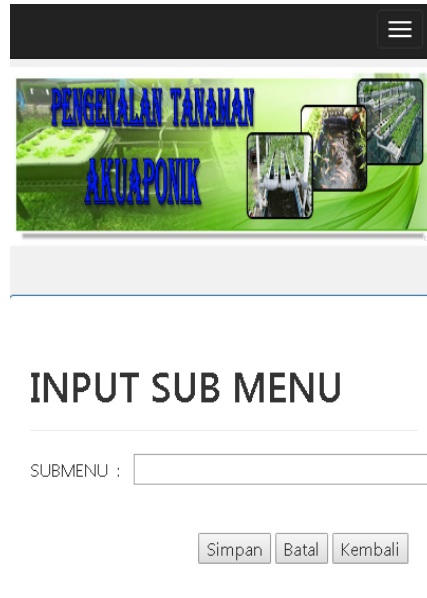 PENGENALAN TANAMAN
AKUAPONIK
INPUT SUB MENU
SUBMENU :
Simpan Batal Kembali